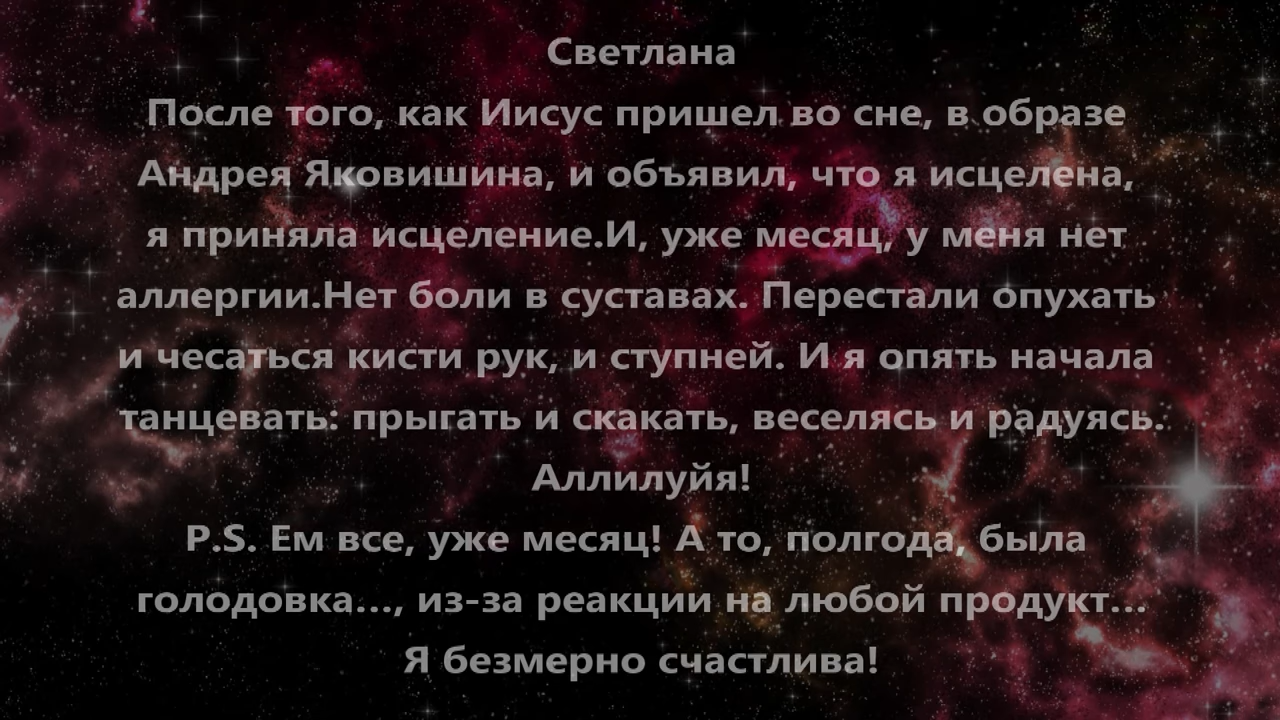 Светлана
После того, как Иисус пришел во сне, в образе
Андрея Яковишина, и объявил, что я исцелена,
я приняла исцеление.И, уже месяц, у меня нет
аллергии.Нет боли в суставах. Перестали опухать
и чесаться кисти рук, и ступней. И я опять начала
танцевать: прыгать и скакать, веселясь и радуясь.
Аллилуйя!
P.S. Ем все, уже месяц! А то, полгода, была
голодовка..., из-за реакции на любой продукт...
Я безмерно счастлива!